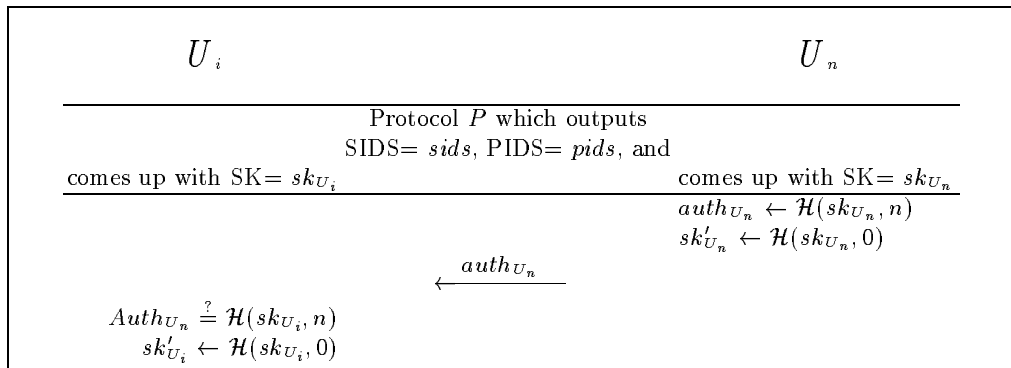 U_i U_n
Protocol P which outputs
SIDS= sids, PIDS= pids, and
comes up with SK= sk_{U_i} comes up with SK= sk_{U_n}
auth_{U_n} ← H(sk_{U_n}, n)
sk'_{U_n} ← H(sk_{U_n}, 0)
auth_{U_n}
←
Auth_{U_n} ≟ H(sk_{U_i}, n)
sk'_{U_i} ← H(sk_{U_i}, 0)